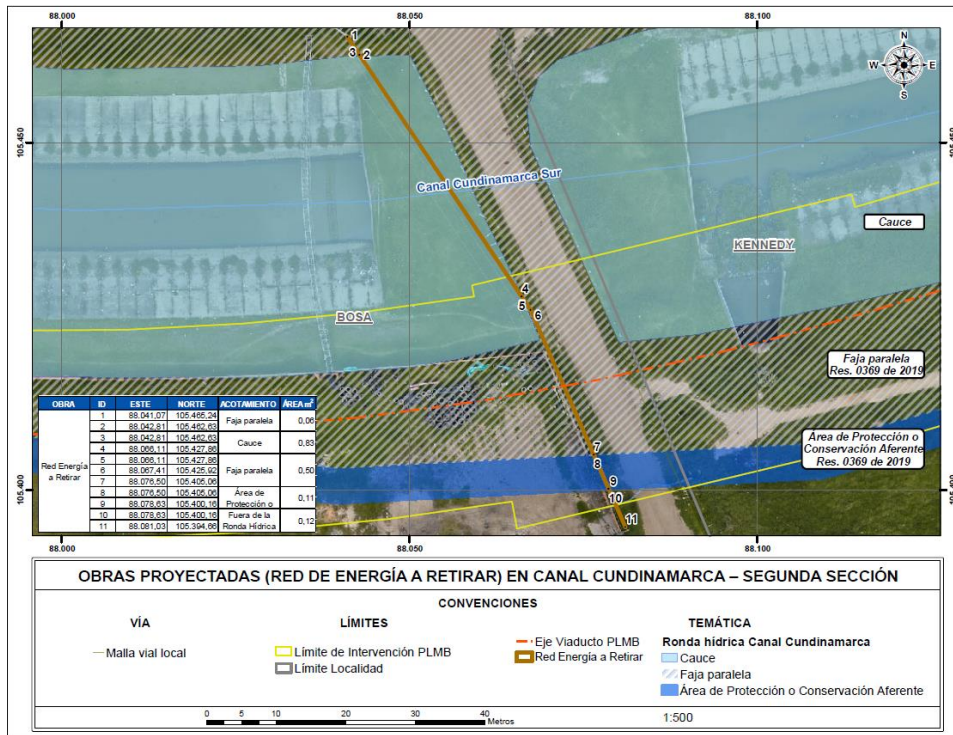 88.000 88.050 88.100
1
3 2
N
W E
S
105.450
105.450
Canal Cundinamarca Sur
Cauce
KENNEDY
4
5
6
BOSA
Faja paralela
Res. 0369 de 2019
Área de Protección o
Conservación Aferente
Res. 0369 de 2019
7
8
9
10
11
105.400
105.400
OBRA ID ESTE NORTE ACOTAMIENTO ÁREA m²
Red Energía a Retirar
1 88.041,07 105.465,24 Faja paralela 0,06
2 88.042,81 105.462,63
3 88.042,81 105.462,63 Cauce 0,83
4 88.066,11 105.427,86
5 88.066,11 105.427,86 Faja paralela 0,50
6 88.067,41 105.425,92
7 88.076,50 105.405,06
8 88.076,50 105.405,06 Área de Protección o 0,11
9 88.078,63 105.400,16
10 88.078,63 105.400,16 Fuera de la Ronda Hídrica 0,12
11 88.081,03 105.394,66
88.000 88.050 88.100
OBRAS PROYECTADAS (RED DE ENERGÍA A RETIRAR) EN CANAL CUNDINAMARCA – SEGUNDA SECCIÓN
CONVENCIONES
VÍA
Malla vial local
LÍMITES
Límite de Intervención PLMB
Límite Localidad
Eje Viaducto PLMB
Red Energía a Retirar
TEMÁTICA
Ronda hídrica Canal Cundinamarca
Cauce
Faja paralela
Área de Protección o Conservación Aferente
0 5 10 20 30 40
Metros
1:500